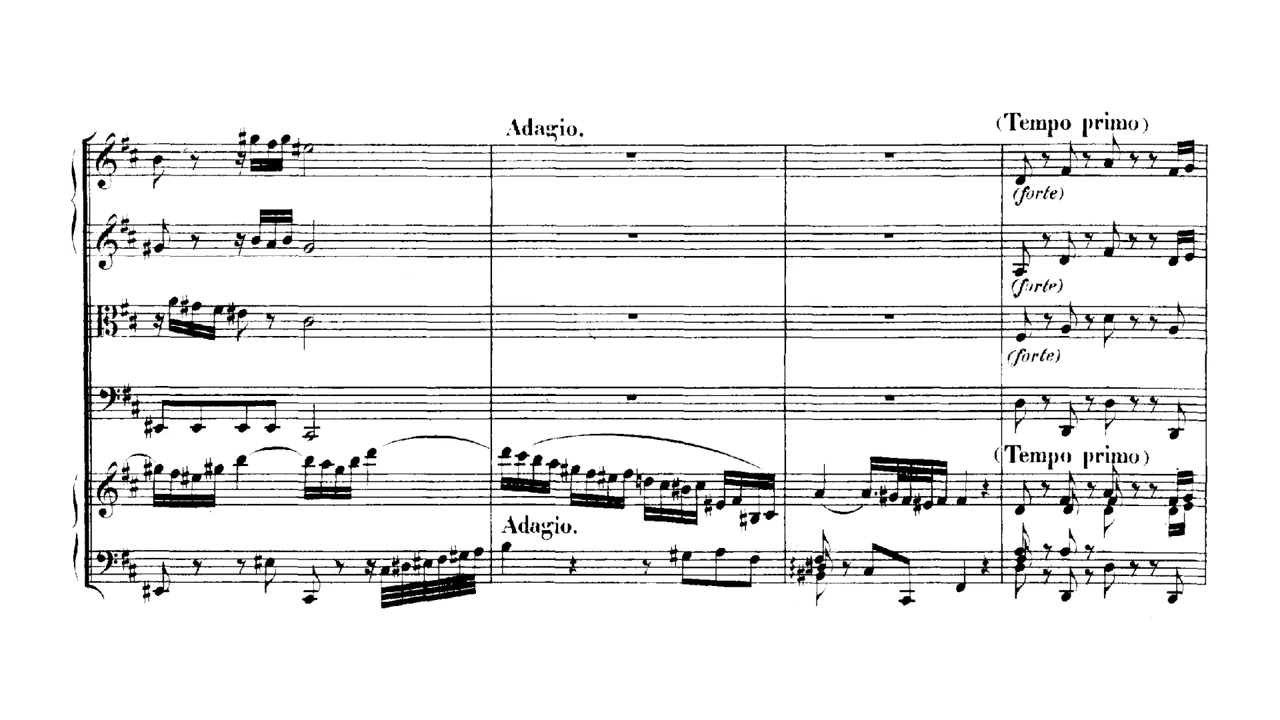 Adagio.
(Tempo primo)
(forte)
(forte)
(forte)
(Tempo primo)
Adagio.